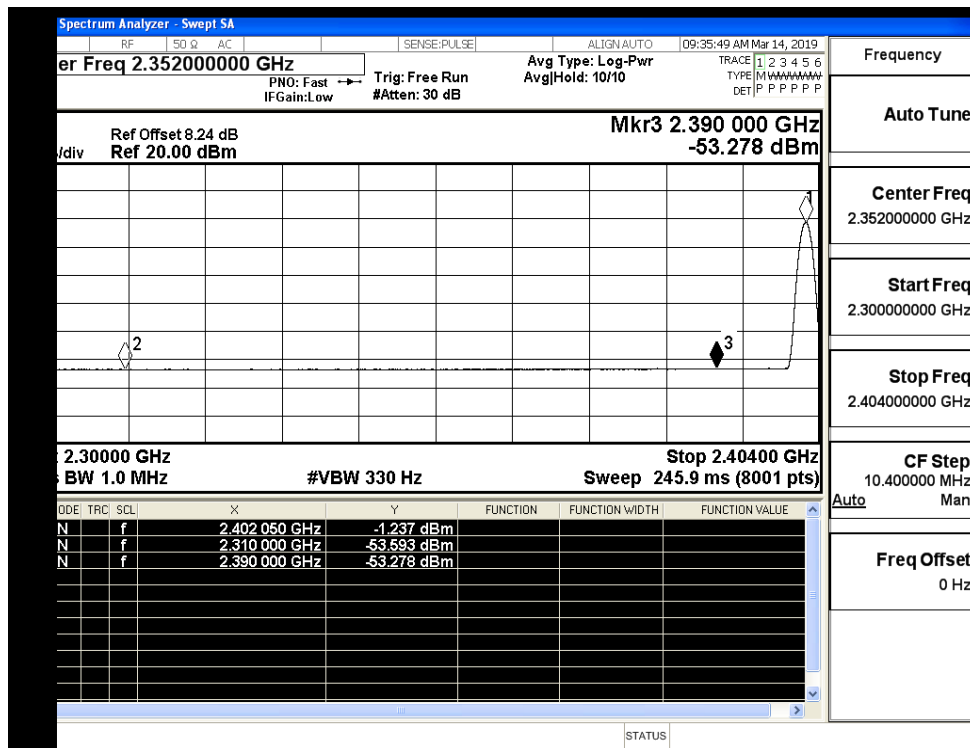 Spectrum Analyzer - Swept SA
RF 50 Ω AC SENSE:PULSE ALIGN AUTO 09:35:49 AM Mar 14, 2019
er Freq 2.352000000 GHz
PNO: Fast
IFGain:Low
Trig: Free Run
#Atten: 30 dB
Avg Type: Log-Pwr
Avg|Hold: 10/10
TRACE 1 2 3 4 5 6
TYPE M WWWWW
DET P P P P P P
Ref Offset 8.24 dB
/div Ref 20.00 dBm
Mkr3 2.390 000 GHz
-53.278 dBm
1
2
3
2.30000 GHz
s BW 1.0 MHz
#VBW 330 Hz
Stop 2.40400 GHz
Sweep 245.9 ms (8001 pts)
ODE TRC SCL X Y FUNCTION FUNCTION WIDTH FUNCTION VALUE
N f 2.402 050 GHz -1.237 dBm
N f 2.310 000 GHz -53.593 dBm
N f 2.390 000 GHz -53.278 dBm
STATUS
Frequency
Auto Tune
Center Freq
2.352000000 GHz
Start Freq
2.300000000 GHz
Stop Freq
2.404000000 GHz
CF Step
10.400000 MHz
Auto Man
Freq Offset
0 Hz